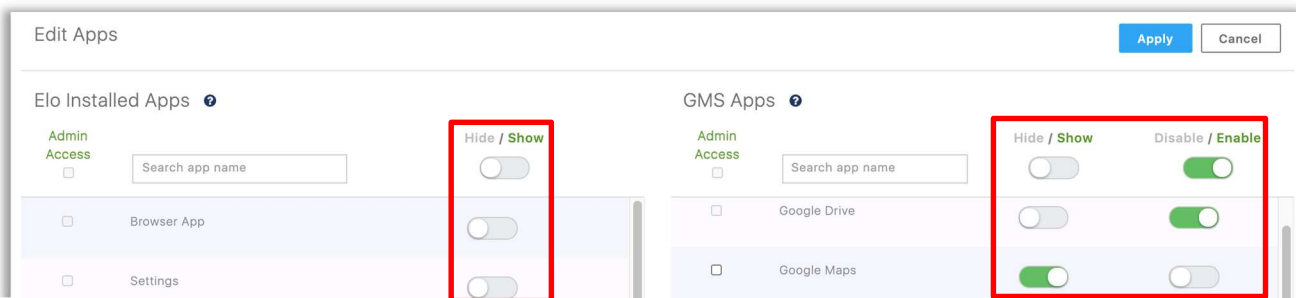 Edit Apps
Apply
Cancel
Elo Installed Apps ?
Admin
Access
Search app name
Hide / Show
Browser App
Settings
GMS Apps ?
Admin
Access
Search app name
Hide / Show
Disable / Enable
Google Drive
Google Maps